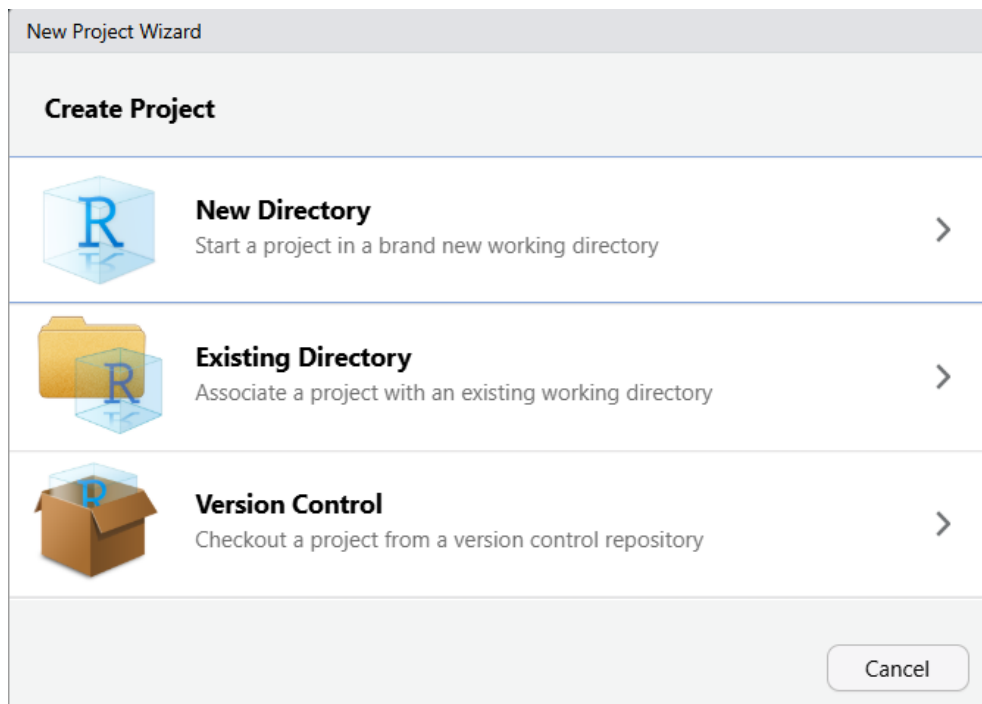 New Project Wizard
Create Project
R
New Directory
Start a project in a brand new working directory
R
Existing Directory
Associate a project with an existing working directory
R
Version Control
Checkout a project from a version control repository
Cancel